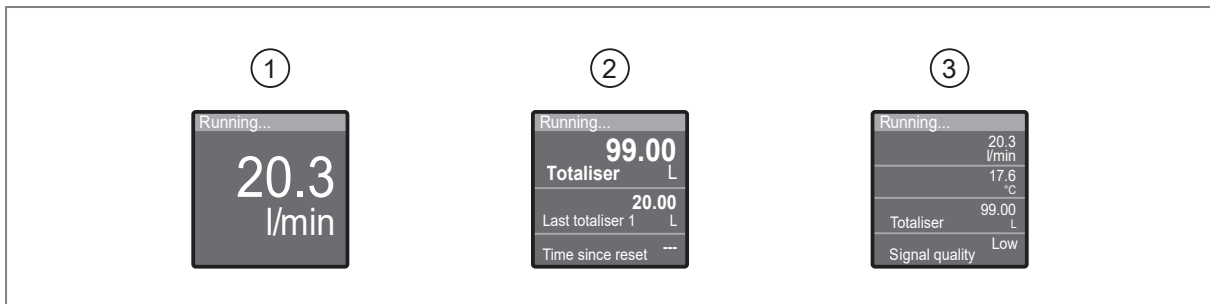 1
2
3
Running...
20.3
l/min
Running...
99.00
Totaliser L
20.00
Last totaliser 1 L
Time since reset ---
Running...
20.3
l/min
17.6
°C
99.00
Totaliser L
Low
Signal quality